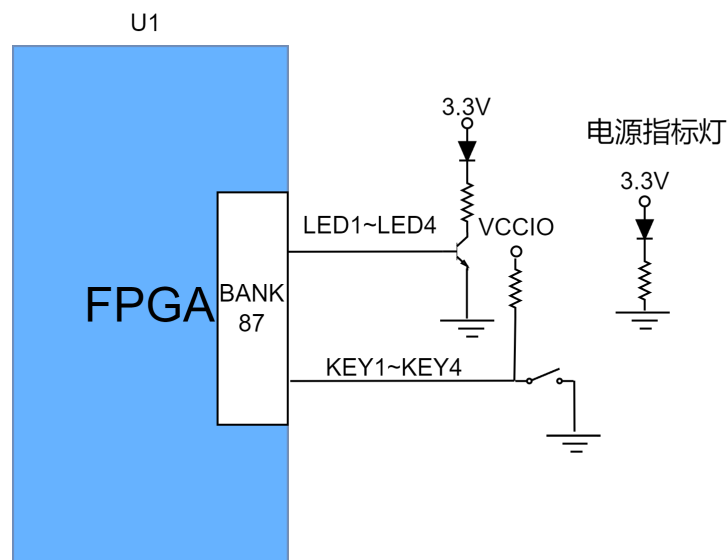 U1
3.3V
电源指标灯
3.3V
LED1~LED4
VCCIO
FPGA
BANK
87
KEY1~KEY4